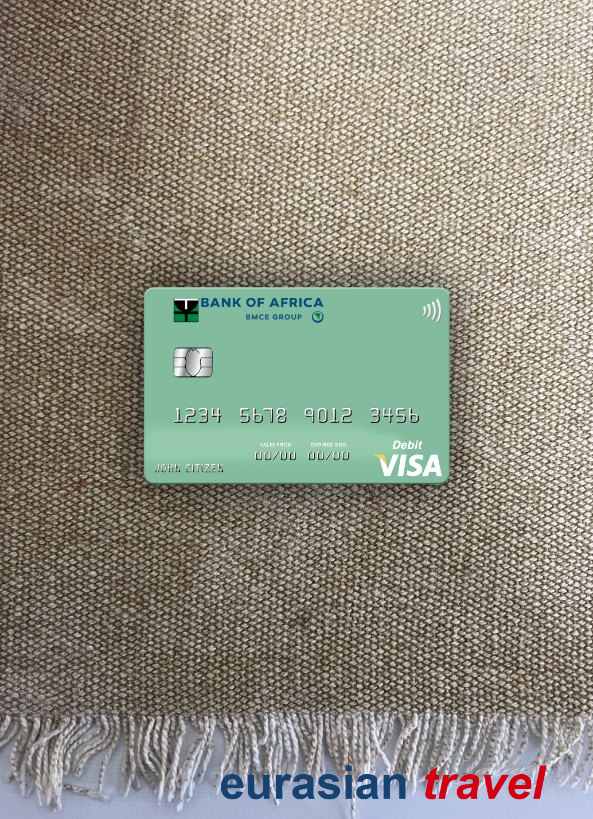 BANK OF AFRICA
BMCE GROUP
1234 5678 9012 3456
VALID FROM EXPIRES END
00/00 00/00
JOHN CITIZEN
Debit
VISA
eurasian travel